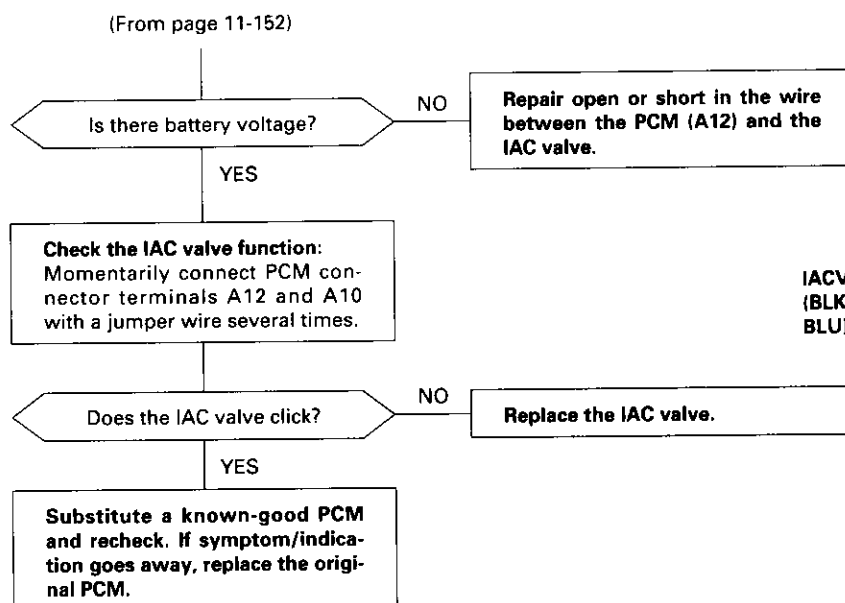 (From page 11-152)
Is there battery voltage?
NO
Repair open or short in the wire
between the PCM (A12) and the
IAC valve.
YES
Check the IAC valve function:
Momentarily connect PCM con-
nector terminals A12 and A10
with a jumper wire several times.
IACV
(BLK
BLU)
Does the IAC valve click?
NO
Replace the IAC valve.
YES
Substitute a known-good PCM
and recheck. If symptom/indica-
tion goes away, replace the origi-
nal PCM.